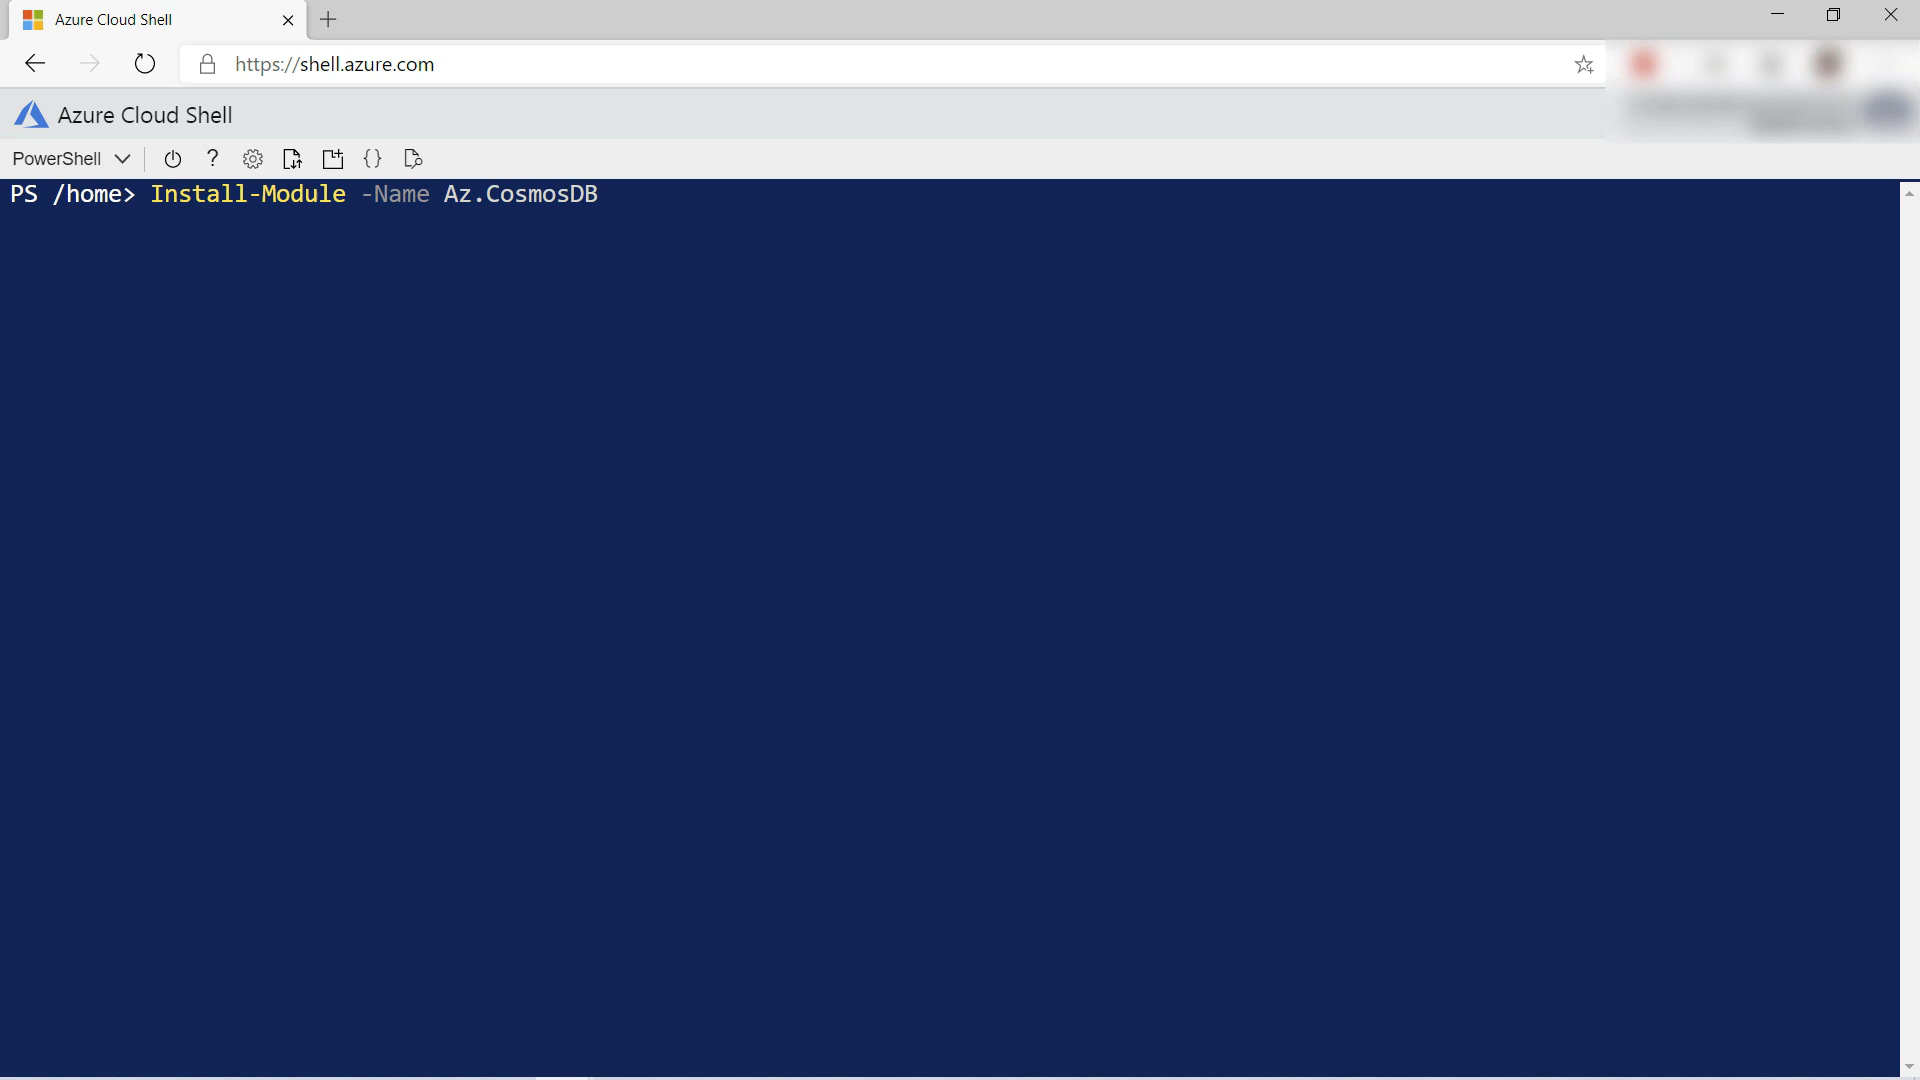 Azure Cloud Shell
https://shell.azure.com
Azure Cloud Shell
PowerShell
PS /home> Install-Module -Name Az.CosmosDB